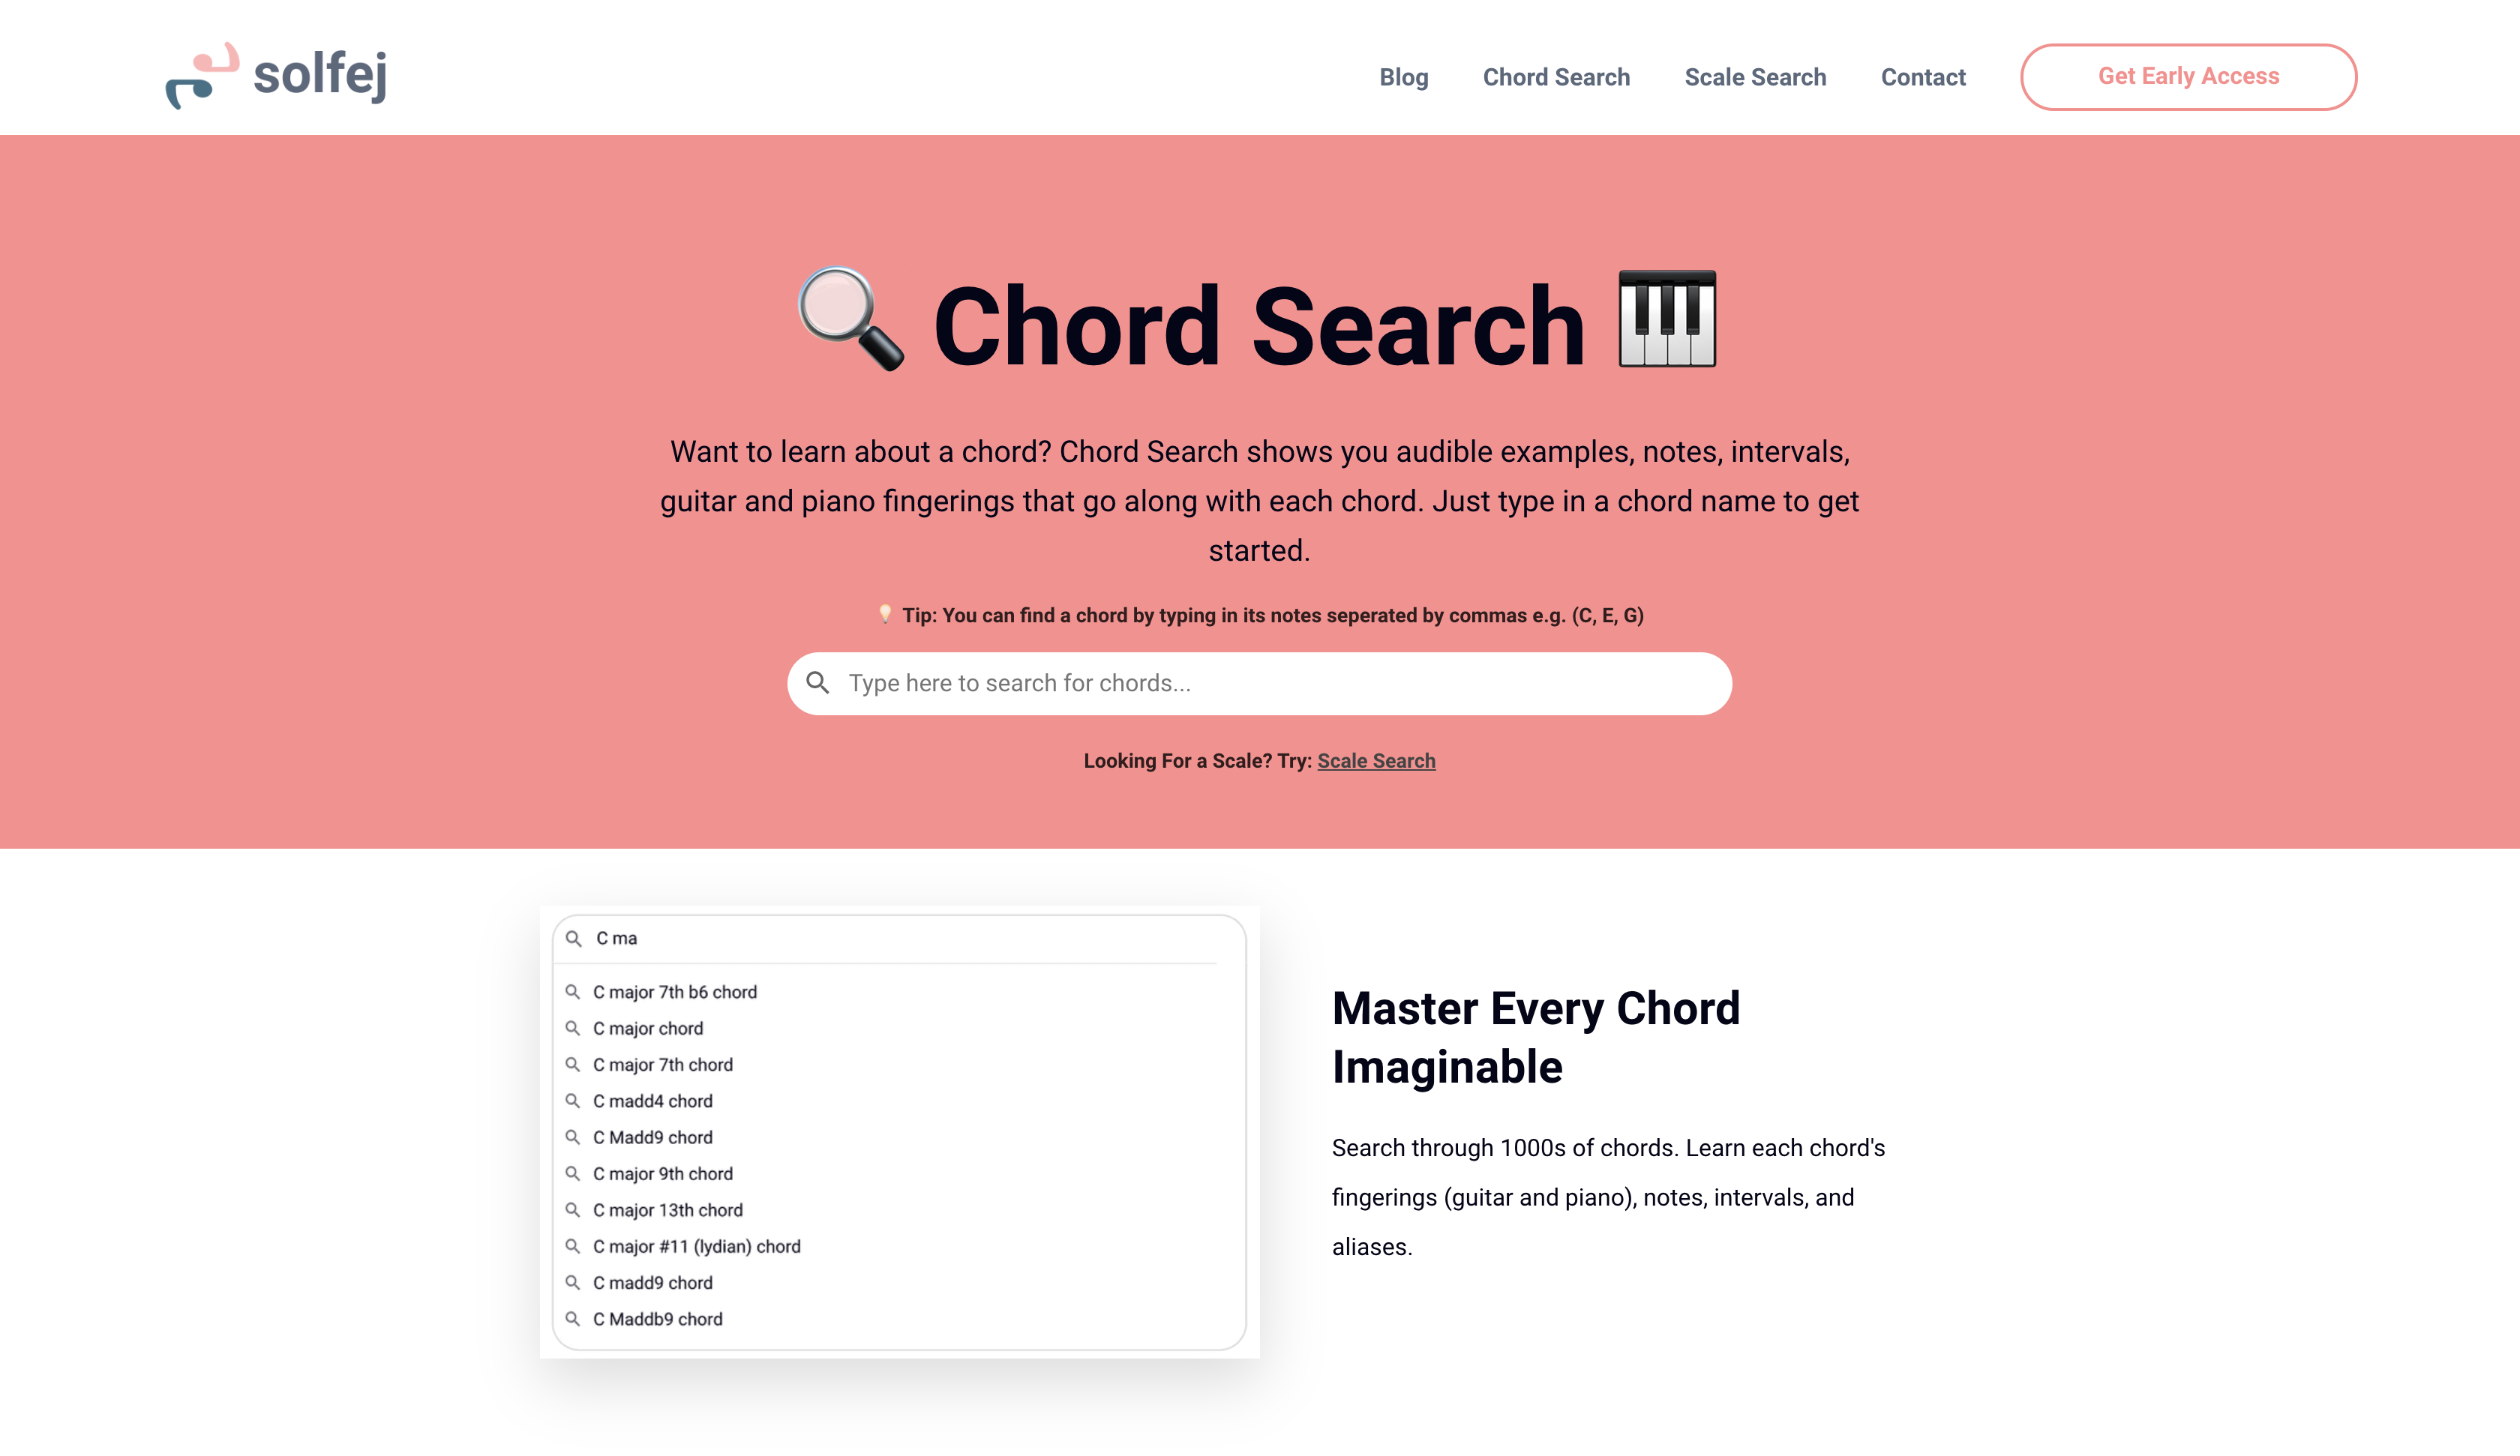 solfej
Blog
Chord Search
Scale Search
Contact
Get Early Access
Chord Search
Want to learn about a chord? Chord Search shows you audible examples, notes, intervals,
guitar and piano fingerings that go along with each chord. Just type in a chord name to get
started.
Tip: You can find a chord by typing in its notes seperated by commas e.g. (C, E, G)
Type here to search for chords...
Looking For a Scale? Try: Scale Search
C ma
C major 7th b6 chord
C major chord
C major 7th chord
C madd4 chord
C Madd9 chord
C major 9th chord
C major 13th chord
C major #11 (lydian) chord
C madd9 chord
C Maddb9 chord
Master Every Chord
Imaginable
Search through 1000s of chords. Learn each chord's
fingerings (guitar and piano), notes, intervals, and
aliases.